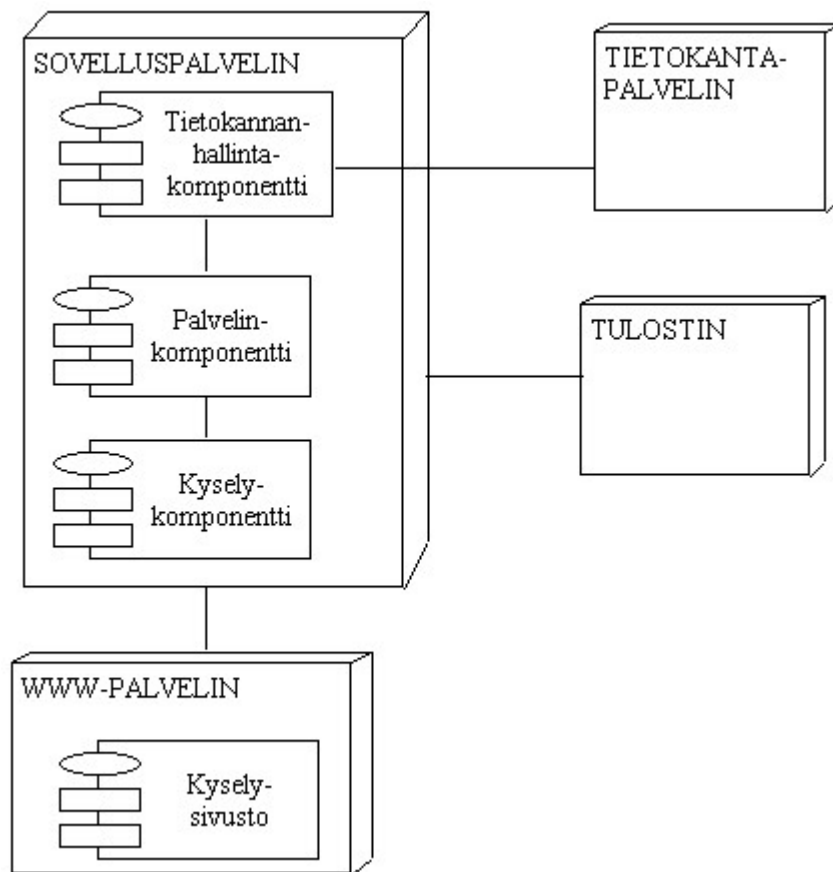 SOVELLUSPALVELIN
Tietokannan-
hallinta-
komponentti
Palvelin-
komponentti
Kysely-
komponentti
TIETOKANTA-
PALVELIN
TULOSTIN
WWW-PALVELIN
Kysely-
sivusto